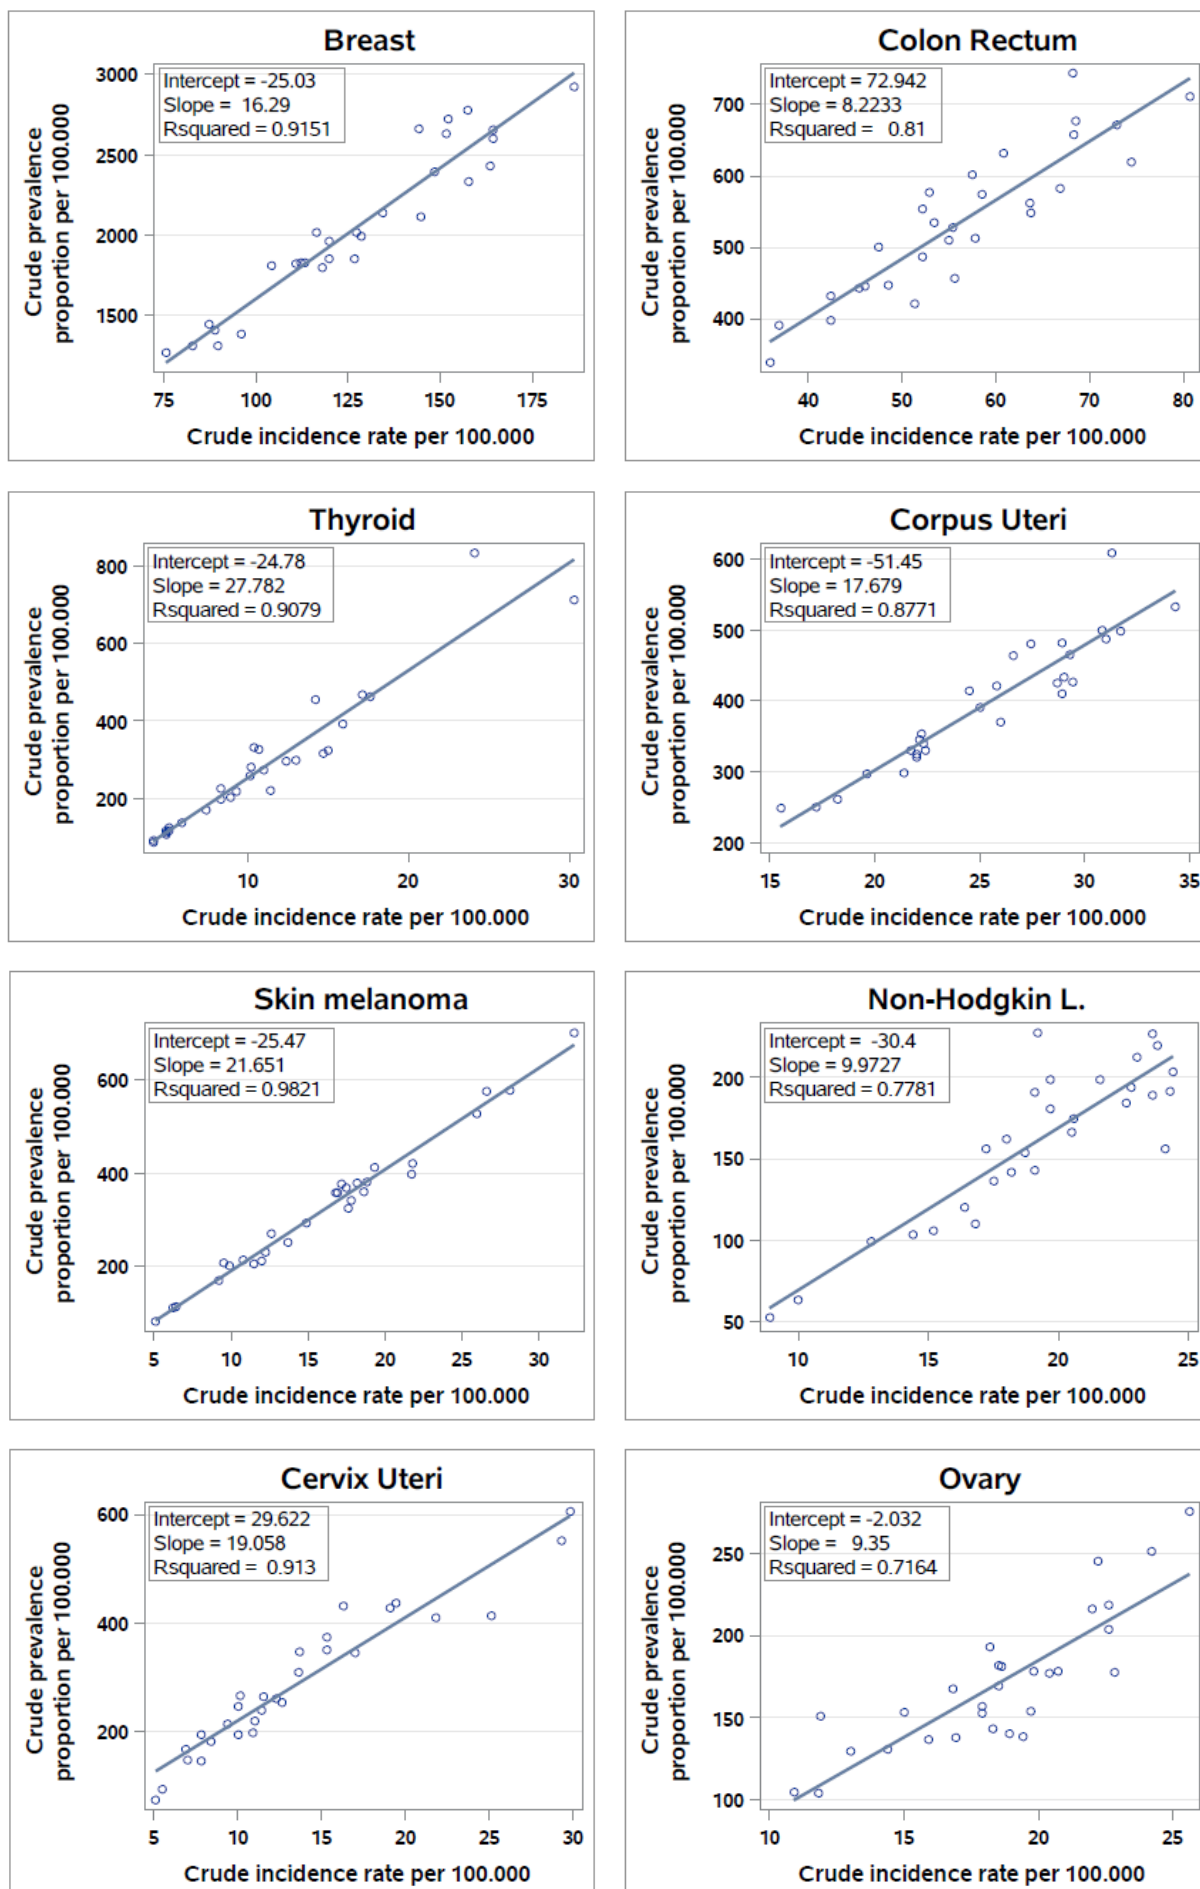 Breast
Intercept = -25.03
Slope = 16.29
Rsquared = 0.9151
Crude prevalence
proportion per 100.000
3000
2500
2000
1500
75 100 125 150 175
Crude incidence rate per 100.000
Colon Rectum
Intercept = 72.942
Slope = 8.2233
Rsquared = 0.81
Crude prevalence
proportion per 100.000
700
600
500
400
40 50 60 70 80
Crude incidence rate per 100.000
Thyroid
Intercept = -24.78
Slope = 27.782
Rsquared = 0.9079
Crude prevalence
proportion per 100.000
800
600
400
200
10 20 30
Crude incidence rate per 100.000
Corpus Uteri
Intercept = -51.45
Slope = 17.679
Rsquared = 0.8771
Crude prevalence
proportion per 100.000
600
500
400
300
200
15 20 25 30 35
Crude incidence rate per 100.000
Skin melanoma
Intercept = -25.47
Slope = 21.651
Rsquared = 0.9821
Crude prevalence
proportion per 100.000
600
400
200
5 10 15 20 25 30
Crude incidence rate per 100.000
Non-Hodgkin L.
Intercept = -30.4
Slope = 9.9727
Rsquared = 0.7781
Crude prevalence
proportion per 100.000
200
150
100
50
10 15 20 25
Crude incidence rate per 100.000
Cervix Uteri
Intercept = 29.622
Slope = 19.058
Rsquared = 0.913
Crude prevalence
proportion per 100.000
600
400
200
5 10 15 20 25 30
Crude incidence rate per 100.000
Ovary
Intercept = -2.032
Slope = 9.35
Rsquared = 0.7164
Crude prevalence
proportion per 100.000
250
200
150
100
10 15 20 25
Crude incidence rate per 100.000